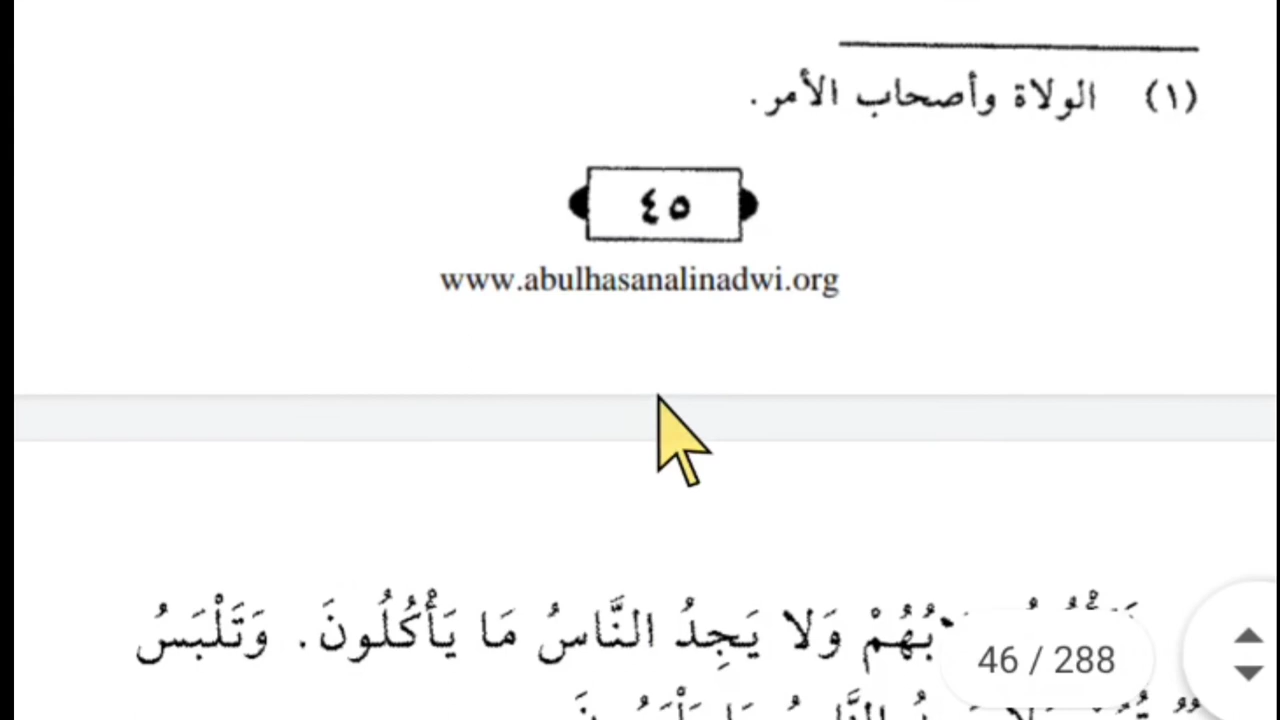 (١) الولاة وأصحاب الأمر.
٤٥
www.abulhasanalinadwi.org
وَلا يَجِدُ النَّاسُ مَا يَأْكُلُونَ. وَتَلْبَسُ
46 / 288